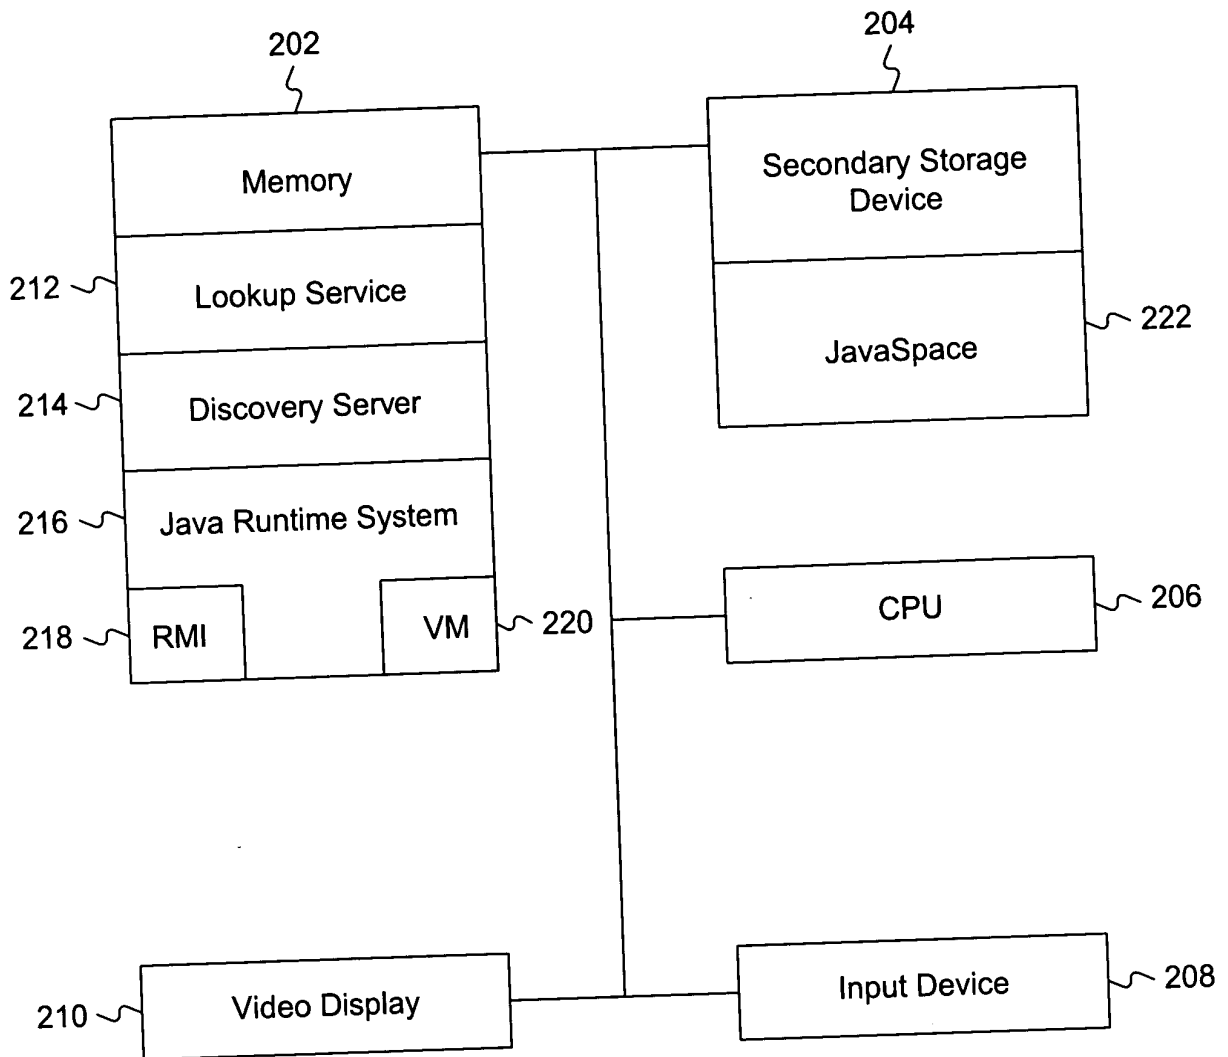 202
204
Memory
Secondary Storage
Device
212
Lookup Service
222
JavaSpace
214
Discovery Server
216
Java Runtime System
218
RMI
VM
220
CPU
206
210
Video Display
Input Device
208